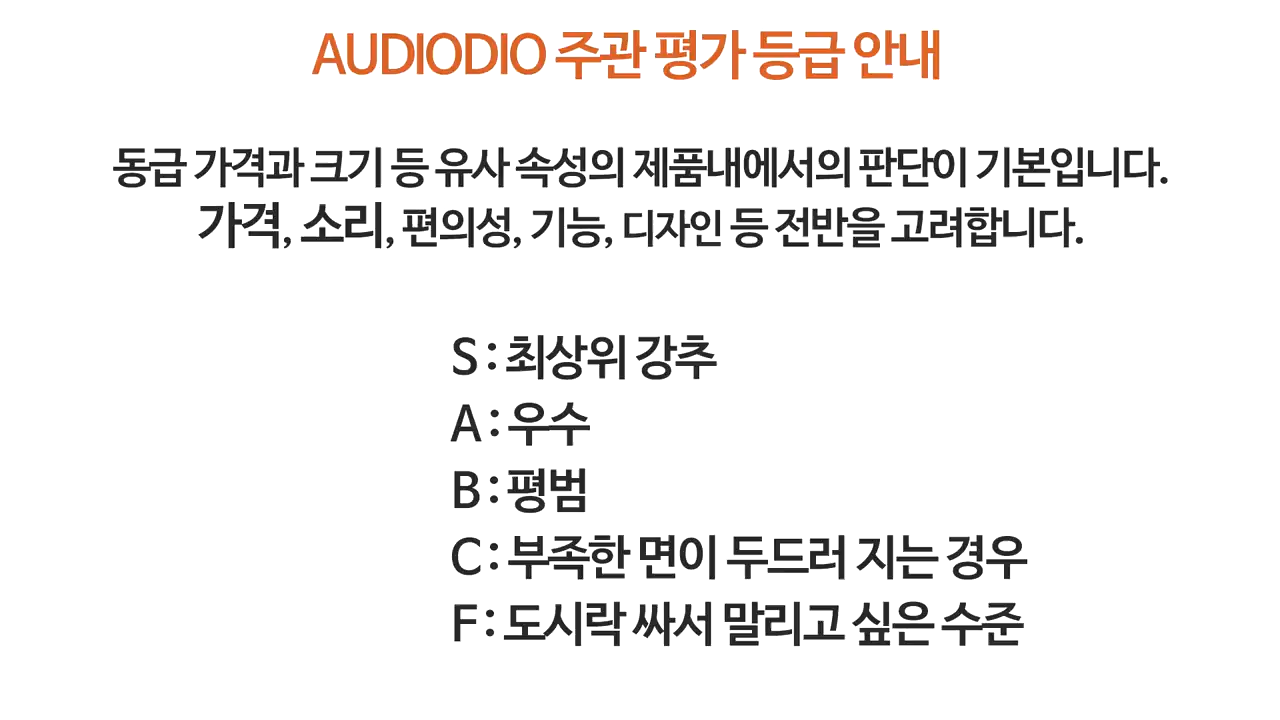 AUDIODIO 주관 평가 등급 안내
동급 가격과 크기 등 유사 속성의 제품내에서의 판단이 기본입니다.
가격, 소리, 편의성, 기능, 디자인 등 전반을 고려합니다.
S : 최상위 강추
A : 우수
B : 평범
C : 부족한 면이 두드러 지는 경우
F : 도시락 싸서 말리고 싶은 수준